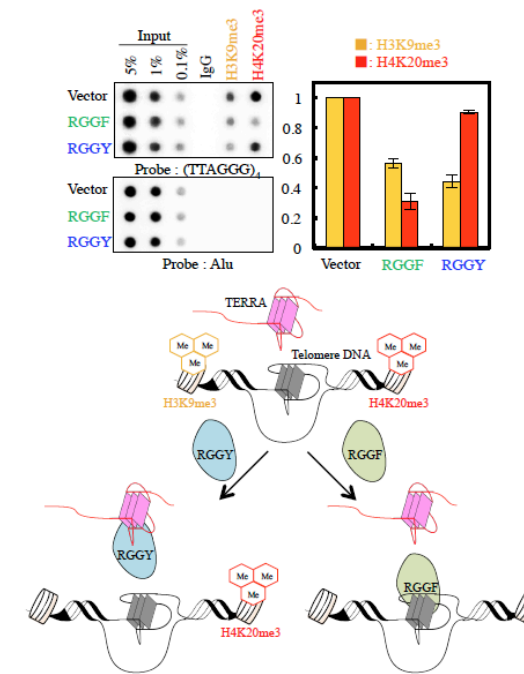 Input
5%
1%
0.1%
IgG
H3K9me3
H4K20me3
Vector
RGGF
RGGY
Probe : (TTAGGG)4
Vector
RGGF
RGGY
Probe : Alu
: H3K9me3
: H4K20me3
1
0.8
0.6
0.4
0.2
0
Vector
RGGF
RGGY
TERRA
Me
Me
Me
H3K9me3
Telomere DNA
Me
Me
Me
H4K20me3
RGGY
RGGF
RGGY
Me
Me
Me
H4K20me3
RGGF